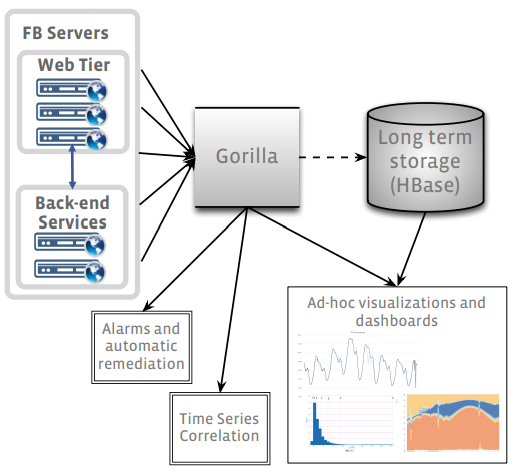 FB Servers
Web Tier
Back-end
Services
Gorilla
Long term
storage
(HBase)
Alarms and
automatic
remediation
Time Series
Correlation
Ad-hoc visualizations and
dashboards